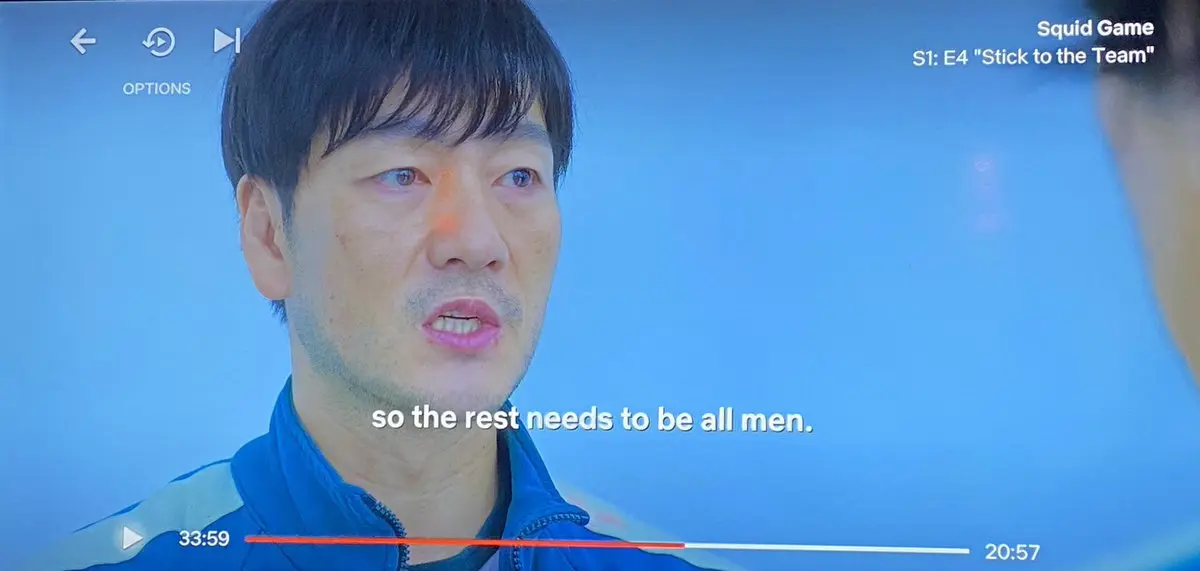 Squid Game
OPTIONS
S1: E4 "Stick to the Team"
so the rest needs to be all men.
33:59
20:57